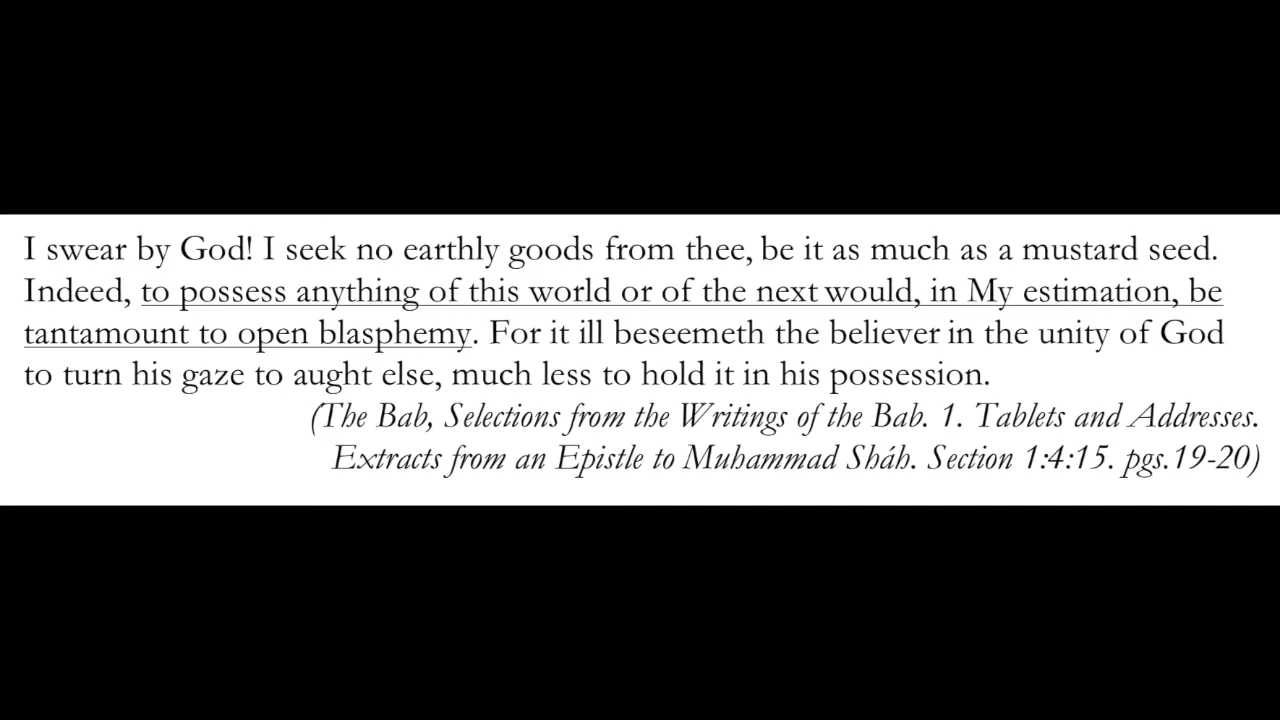 I swear by God! I seek no earthly goods from thee, be it as much as a mustard seed.
Indeed, to possess anything of this world or of the next would, in My estimation, be
tantamount to open blasphemy. For it ill beseemeth the believer in the unity of God
to turn his gaze to aught else, much less to hold it in his possession.
(The Bab, Selections from the Writings of the Bab. 1. Tablets and Addresses.
Extracts from an Epistle to Muhammad Sháh. Section 1:4:15. pgs.19-20)